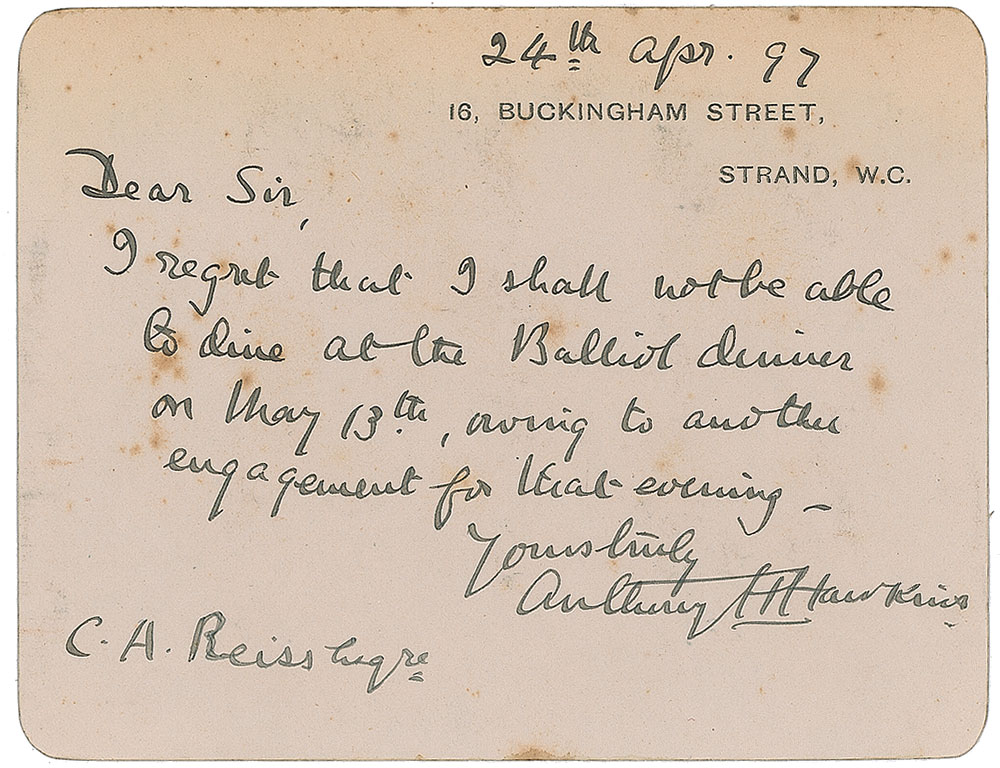 24th Apr. 97
16, BUCKINGHAM STREET,
STRAND, W.C.
Dear Sir,
I regret that I shall not be able
to dine at the Balliol dinner
on May 13th, owing to another
engagement for that evening –
Yours truly
Anthony H Hawkins
C. A. Reiss Esqre